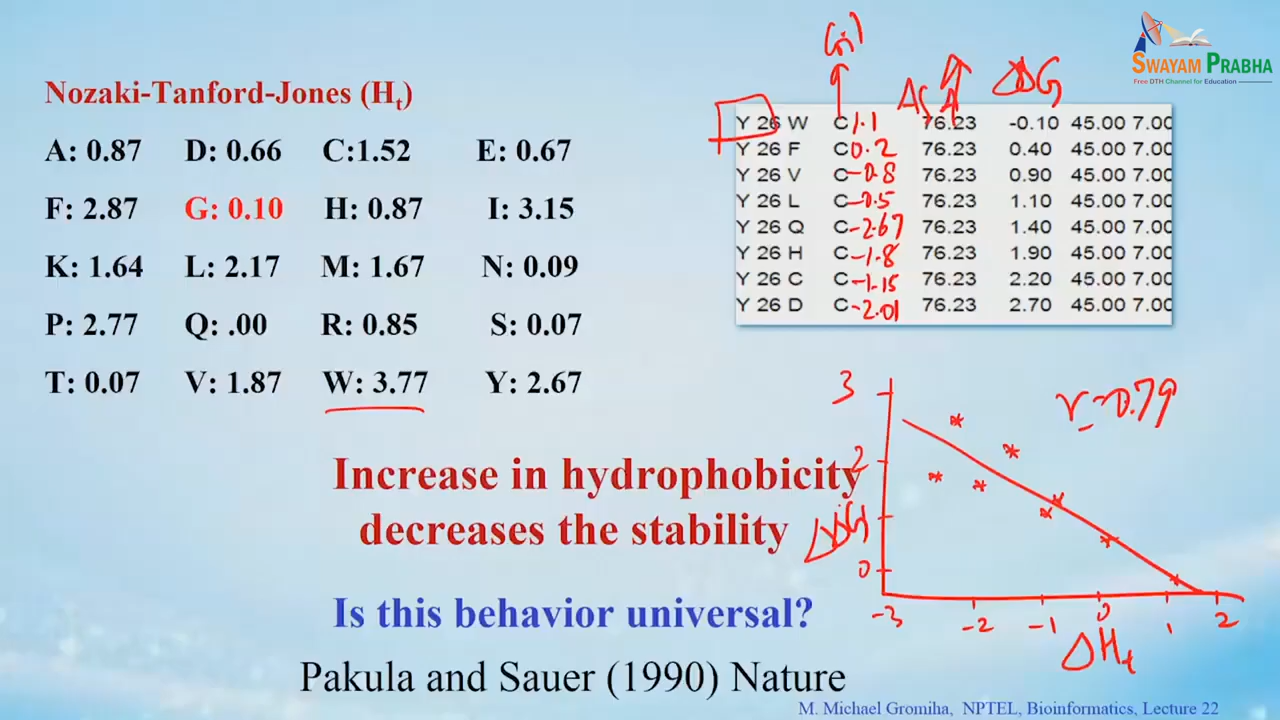 SWAYAM PRABHA
Free DTH Channel for Education
Nozaki-Tanford-Jones (Ht)
A: 0.87 D: 0.66 C:1.52 E: 0.67
F: 2.87 G: 0.10 H: 0.87 I: 3.15
K: 1.64 L: 2.17 M: 1.67 N: 0.09
P: 2.77 Q: .00 R: 0.85 S: 0.07
T: 0.07 V: 1.87 W: 3.77 Y: 2.67
(coil) ASA ΔΔG
Y 26 W C 1.1 76.23 -0.10 45.00 7.00
Y 26 F C 0.2 76.23 0.40 45.00 7.00
Y 26 V C -0.8 76.23 0.90 45.00 7.00
Y 26 L C -0.5 76.23 1.10 45.00 7.00
Y 26 Q C -2.67 76.23 1.40 45.00 7.00
Y 26 H C -1.8 76.23 1.90 45.00 7.00
Y 26 C C -1.15 76.23 2.20 45.00 7.00
Y 26 D C -2.01 76.23 2.70 45.00 7.00
3
2
ΔΔG
0
-3 -2 -1 0 1 2
ΔHt
Increase in hydrophobicity
decreases the stability
Is this behavior universal?
Pakula and Sauer (1990) Nature
M. Michael Gromiha, NPTEL, Bioinformatics, Lecture 22